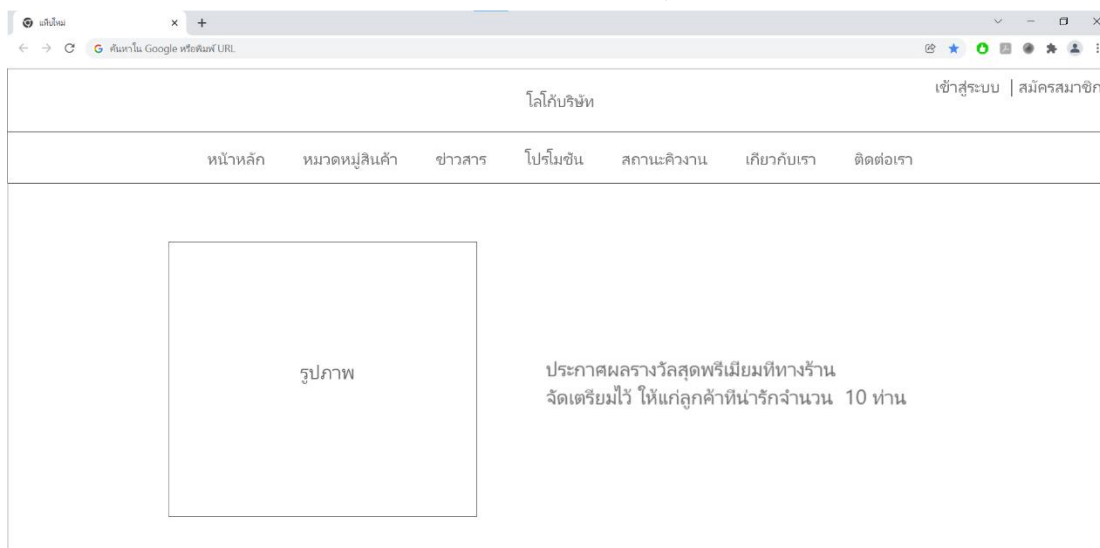 แท็บใหม่
ค้นหาใน Google หรือพิมพ์ URL
เข้าสู่ระบบ | สมัครสมาชิก
โลโก้บริษัท
หน้าหลัก หมวดหมู่สินค้า ข่าวสาร โปรโมชัน สถานะคิวงาน เกี่ยวกับเรา ติดต่อเรา
รูปภาพ
ประกาศผลรางวัลสุดพรีเมียมที่ทางร้าน
จัดเตรียมไว้ ให้แก่ลูกค้าที่น่ารักจำนวน 10 ท่าน